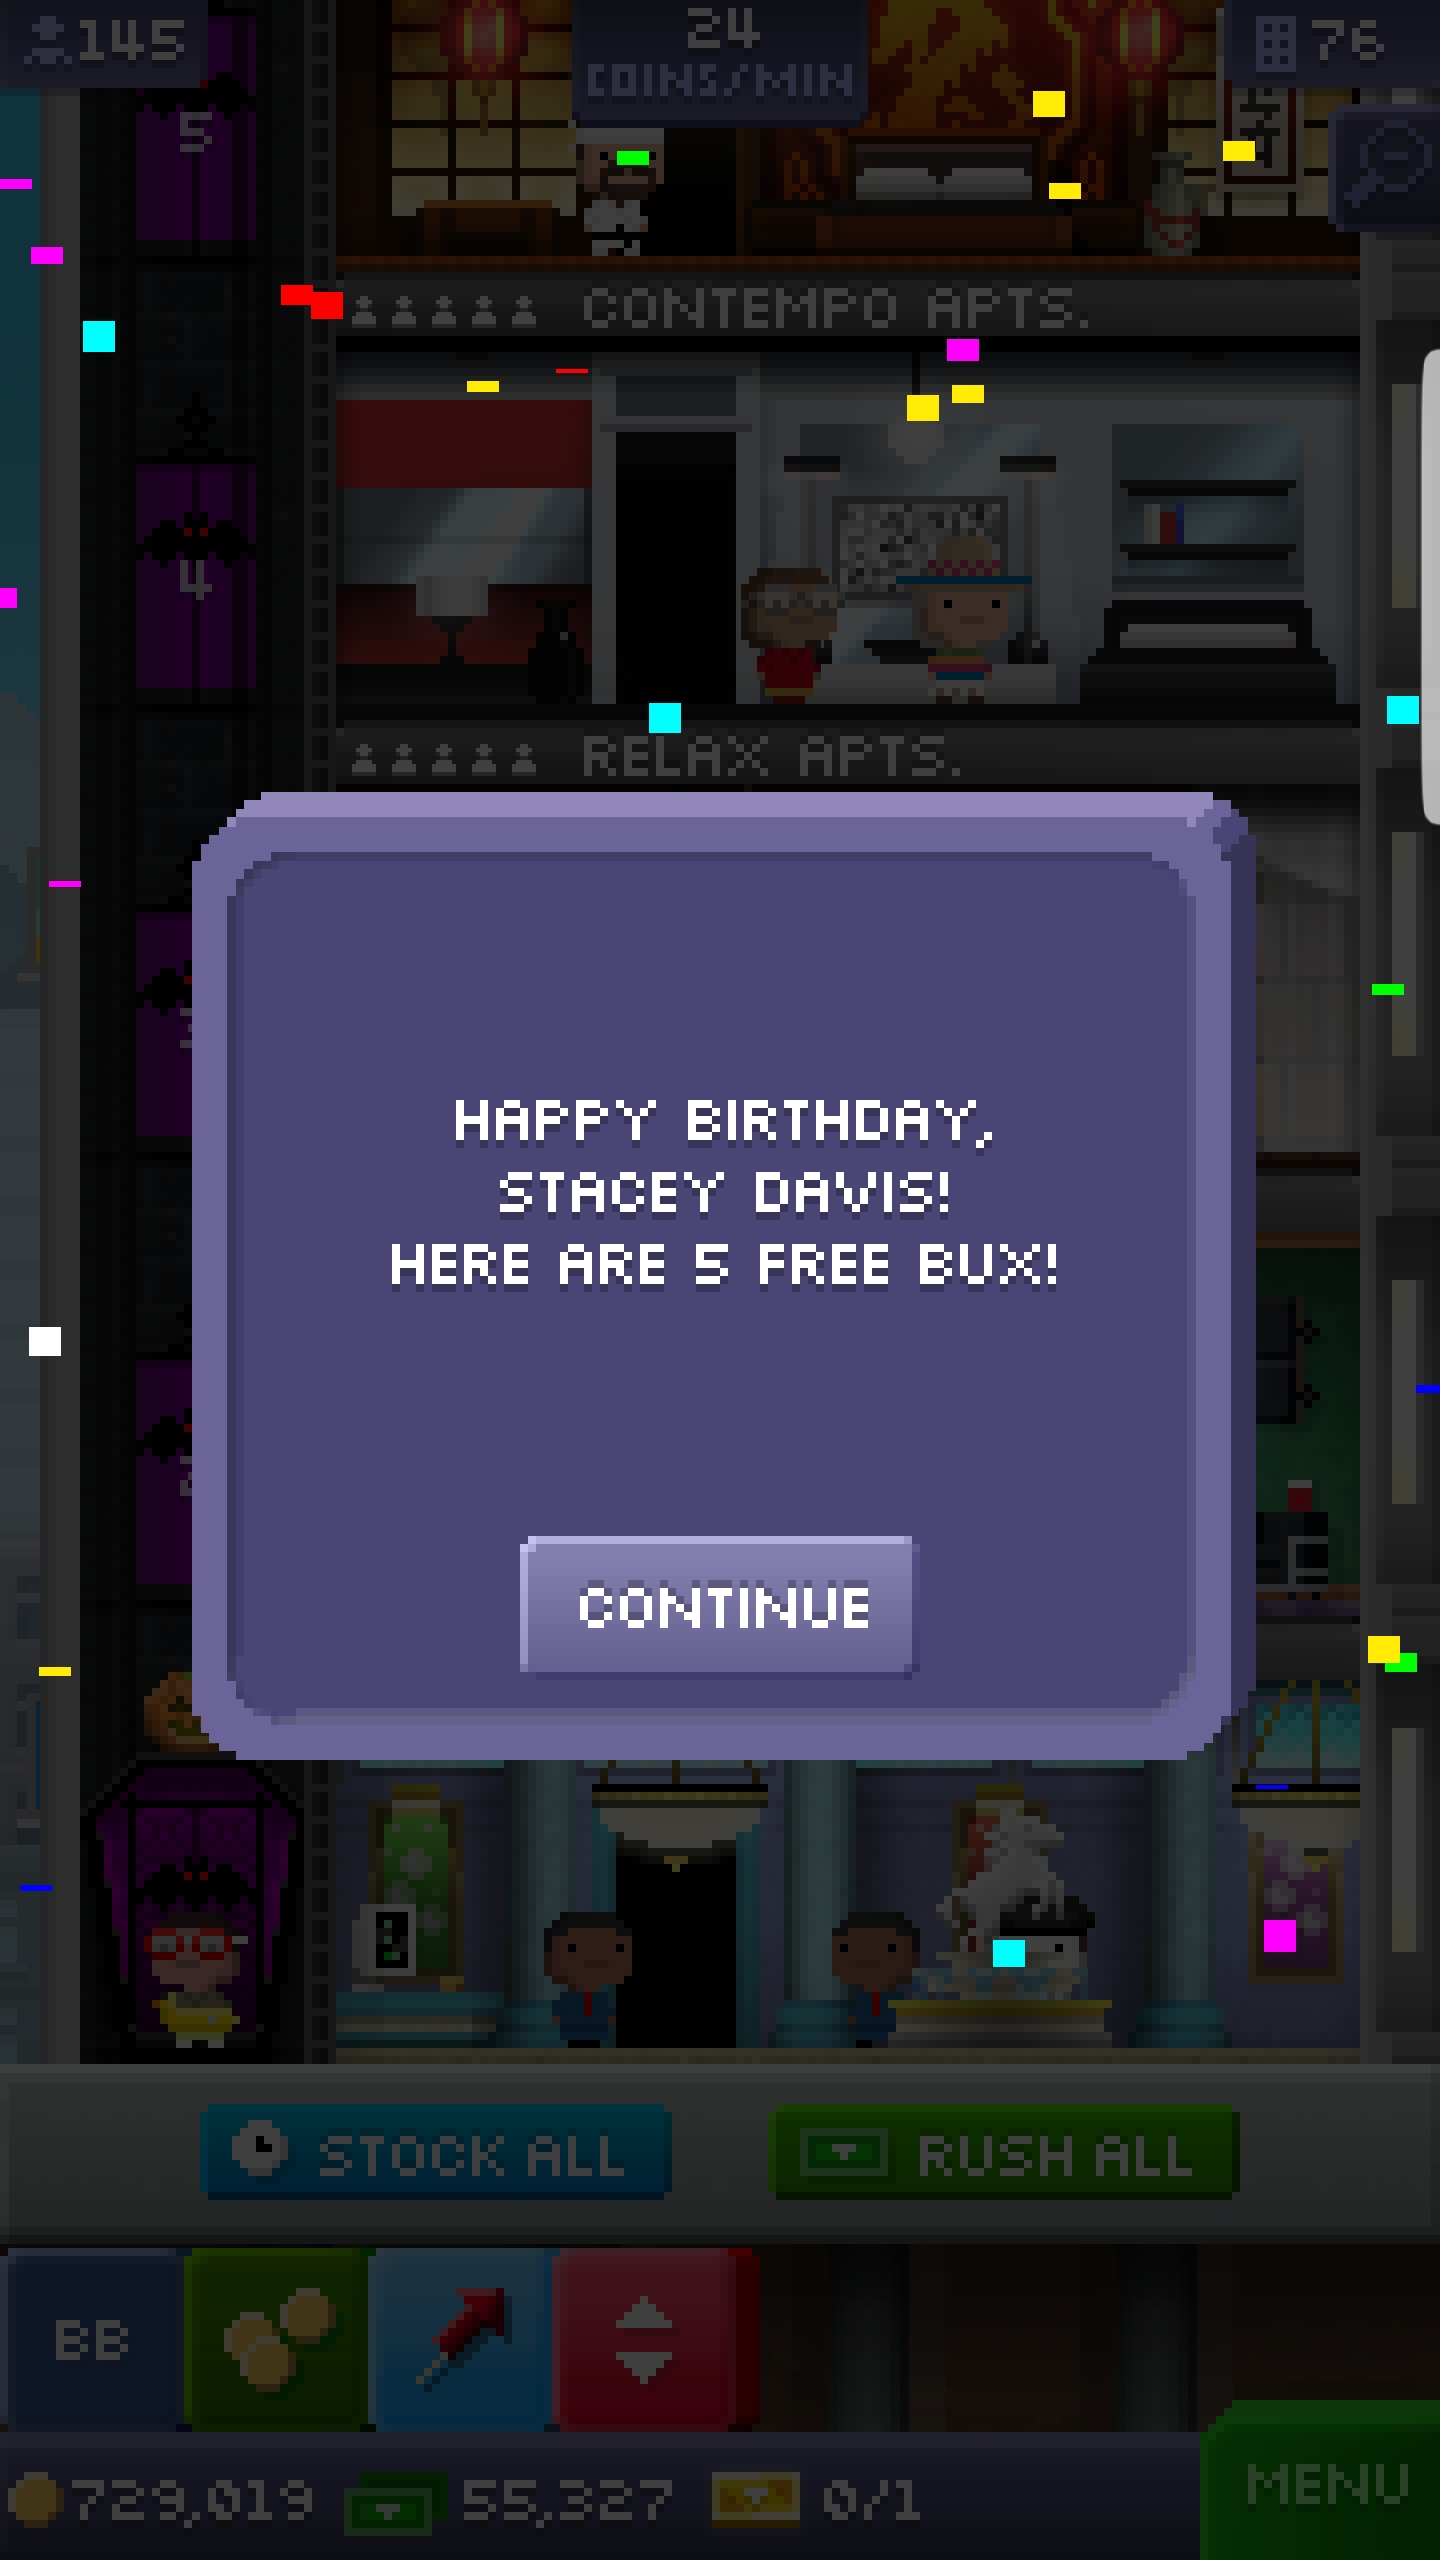 145
24
COINS/MIN
76
5
CONTEMPO APTS.
4
RELAX APTS.
HAPPY BIRTHDAY,
STACEY DAVIS!
HERE ARE 5 FREE BUX!
CONTINUE
STOCK ALL
RUSH ALL
BB
729,019
55,327
0/1
MENU